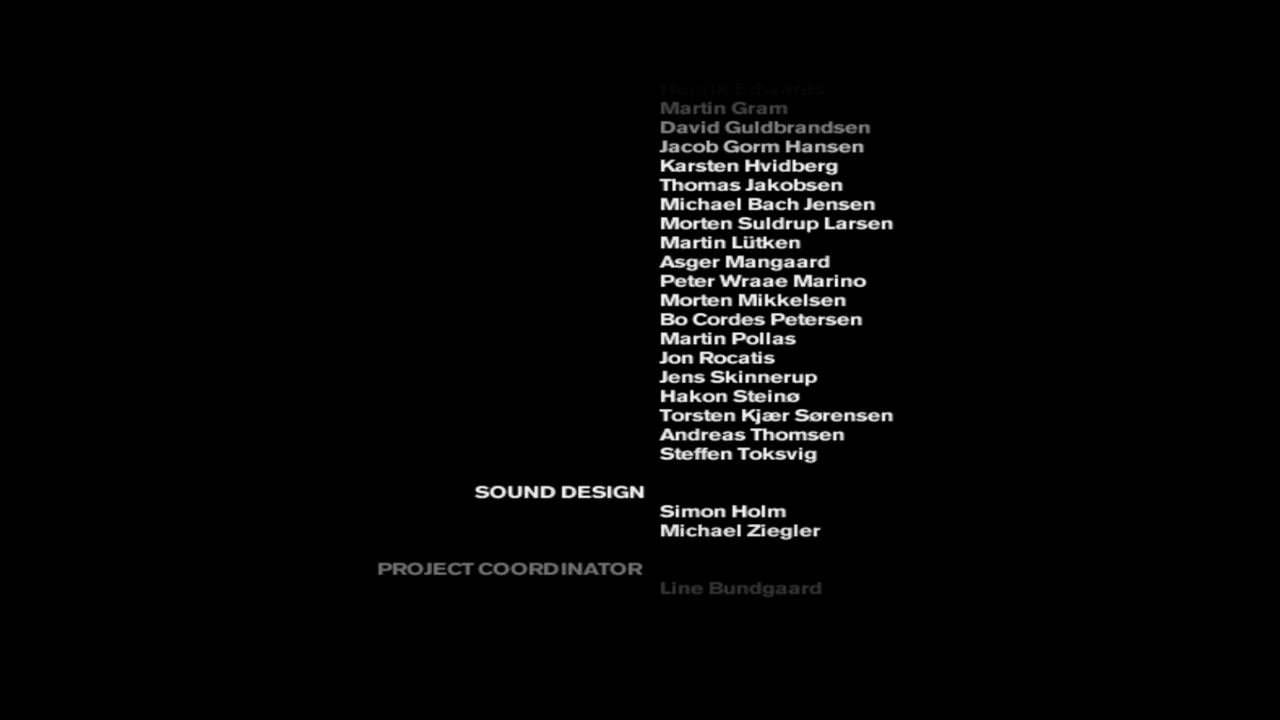 Henrik Edwards
Martin Gram
David Guldbrandsen
Jacob Gorm Hansen
Karsten Hvidberg
Thomas Jakobsen
Michael Bach Jensen
Morten Suldrup Larsen
Martin Lütken
Asger Mangaard
Peter Wraae Marino
Morten Mikkelsen
Bo Cordes Petersen
Martin Pollas
Jon Rocatis
Jens Skinnerup
Hakon Steinø
Torsten Kjær Sørensen
Andreas Thomsen
Steffen Toksvig
SOUND DESIGN
Simon Holm
Michael Ziegler
PROJECT COORDINATOR
Line Bundgaard